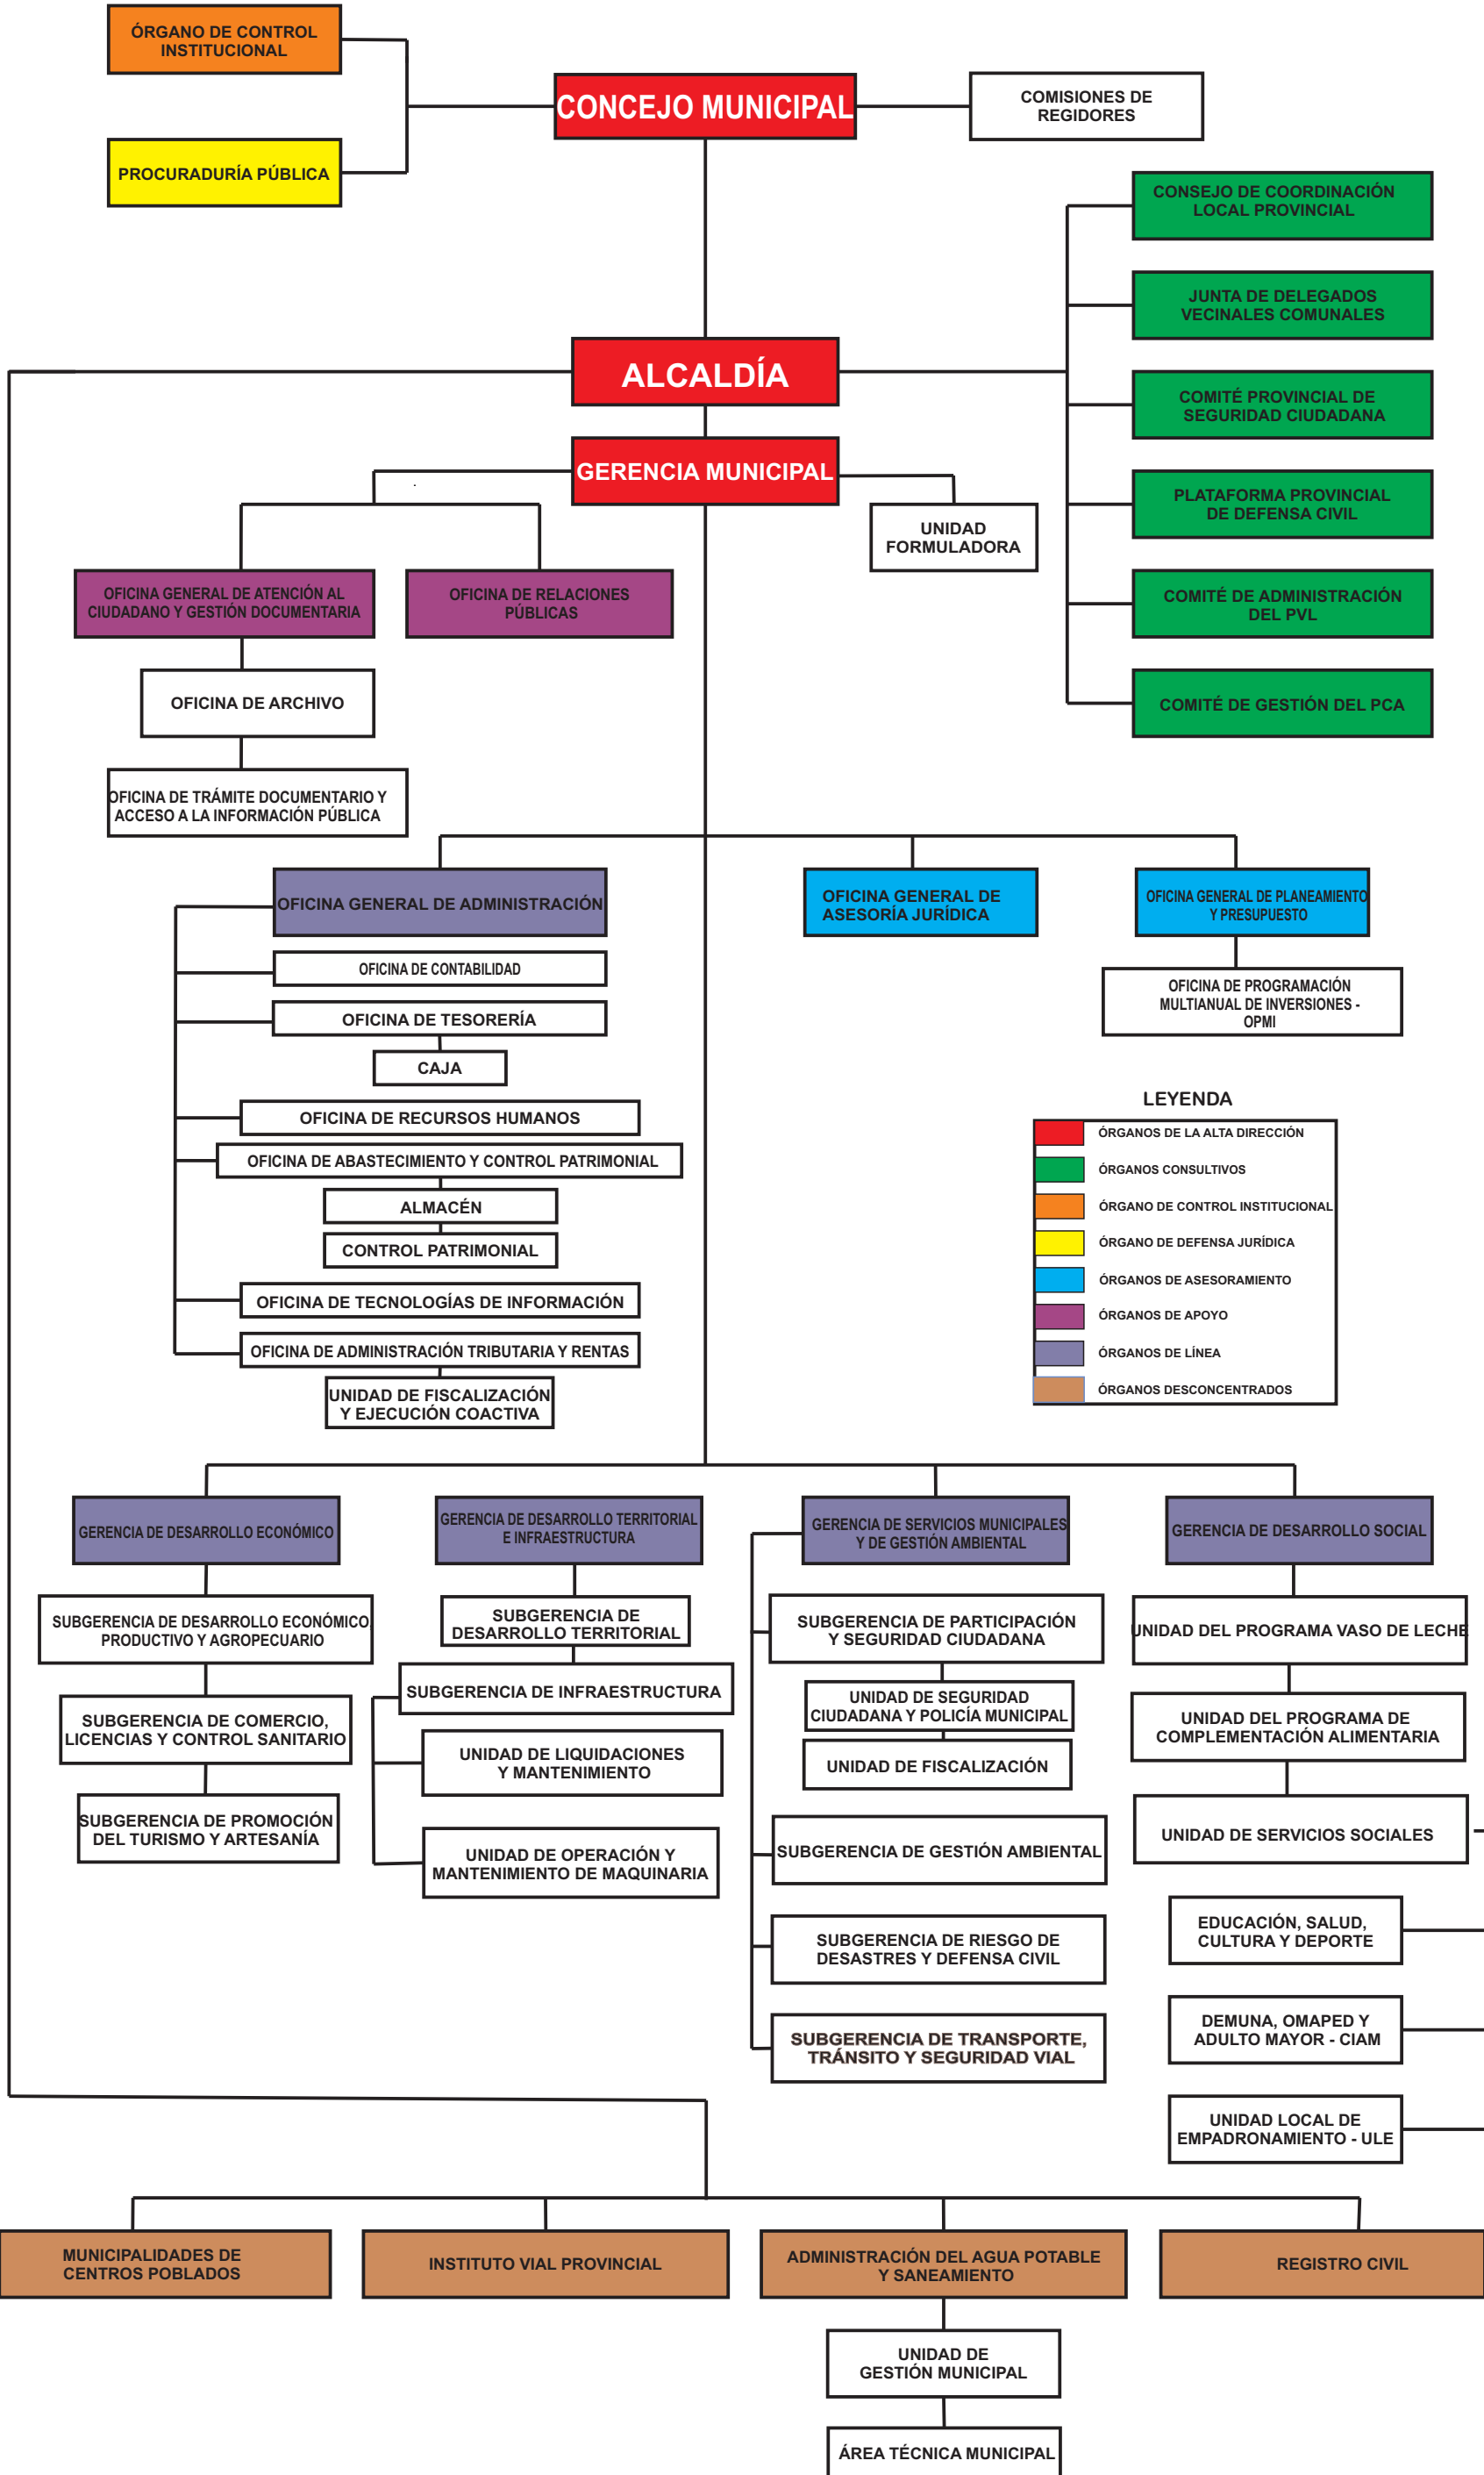 ÓRGANO DE CONTROL
INSTITUCIONAL
CONCEJO MUNICIPAL
COMISIONES DE
REGIDORES
PROCURADURÍA PÚBLICA
CONSEJO DE COORDINACIÓN
LOCAL PROVINCIAL
JUNTA DE DELEGADOS
VECINALES COMUNALES
ALCALDÍA
COMITÉ PROVINCIAL DE
SEGURIDAD CIUDADANA
GERENCIA MUNICIPAL
PLATAFORMA PROVINCIAL
DE DEFENSA CIVIL
UNIDAD
FORMULADORA
OFICINA GENERAL DE ATENCIÓN AL
CIUDADANO Y GESTIÓN DOCUMENTARIA
OFICINA DE RELACIONES
PÚBLICAS
COMITÉ DE ADMINISTRACIÓN
DEL PVL
OFICINA DE ARCHIVO
COMITÉ DE GESTIÓN DEL PCA
OFICINA DE TRÁMITE DOCUMENTARIO Y
ACCESO A LA INFORMACIÓN PÚBLICA
OFICINA GENERAL DE ADMINISTRACIÓN
OFICINA GENERAL DE
ASESORÍA JURÍDICA
OFICINA GENERAL DE PLANEAMIENTO
Y PRESUPUESTO
OFICINA DE CONTABILIDAD
OFICINA DE PROGRAMACIÓN
MULTIANUAL DE INVERSIONES -
OPMI
OFICINA DE TESORERÍA
CAJA
OFICINA DE RECURSOS HUMANOS
OFICINA DE ABASTECIMIENTO Y CONTROL PATRIMONIAL
ALMACÉN
CONTROL PATRIMONIAL
OFICINA DE TECNOLOGÍAS DE INFORMACIÓN
OFICINA DE ADMINISTRACIÓN TRIBUTARIA Y RENTAS
UNIDAD DE FISCALIZACIÓN
Y EJECUCIÓN COACTIVA
LEYENDA
ÓRGANOS DE LA ALTA DIRECCIÓN
ÓRGANOS CONSULTIVOS
ÓRGANO DE CONTROL INSTITUCIONAL
ÓRGANO DE DEFENSA JURÍDICA
ÓRGANOS DE ASESORAMIENTO
ÓRGANOS DE APOYO
ÓRGANOS DE LÍNEA
ÓRGANOS DESCONCENTRADOS
GERENCIA DE DESARROLLO ECONÓMICO
GERENCIA DE DESARROLLO TERRITORIAL
E INFRAESTRUCTURA
GERENCIA DE SERVICIOS MUNICIPALES
Y DE GESTIÓN AMBIENTAL
GERENCIA DE DESARROLLO SOCIAL
SUBGERENCIA DE DESARROLLO ECONÓMICO,
PRODUCTIVO Y AGROPECUARIO
SUBGERENCIA DE COMERCIO,
LICENCIAS Y CONTROL SANITARIO
SUBGERENCIA DE PROMOCIÓN
DEL TURISMO Y ARTESANÍA
SUBGERENCIA DE
DESARROLLO TERRITORIAL
SUBGERENCIA DE INFRAESTRUCTURA
UNIDAD DE LIQUIDACIONES
Y MANTENIMIENTO
UNIDAD DE OPERACIÓN Y
MANTENIMIENTO DE MAQUINARIA
SUBGERENCIA DE PARTICIPACIÓN
Y SEGURIDAD CIUDADANA
UNIDAD DE SEGURIDAD
CIUDADANA Y POLICÍA MUNICIPAL
UNIDAD DE FISCALIZACIÓN
SUBGERENCIA DE GESTIÓN AMBIENTAL
SUBGERENCIA DE RIESGO DE
DESASTRES Y DEFENSA CIVIL
SUBGERENCIA DE TRANSPORTE,
TRÁNSITO Y SEGURIDAD VIAL
UNIDAD DEL PROGRAMA VASO DE LECHE
UNIDAD DEL PROGRAMA DE
COMPLEMENTACIÓN ALIMENTARIA
UNIDAD DE SERVICIOS SOCIALES
EDUCACIÓN, SALUD,
CULTURA Y DEPORTE
DEMUNA, OMAPED Y
ADULTO MAYOR - CIAM
UNIDAD LOCAL DE
EMPADRONAMIENTO - ULE
MUNICIPALIDADES DE
CENTROS POBLADOS
INSTITUTO VIAL PROVINCIAL
ADMINISTRACIÓN DEL AGUA POTABLE
Y SANEAMIENTO
REGISTRO CIVIL
UNIDAD DE
GESTIÓN MUNICIPAL
ÁREA TÉCNICA MUNICIPAL